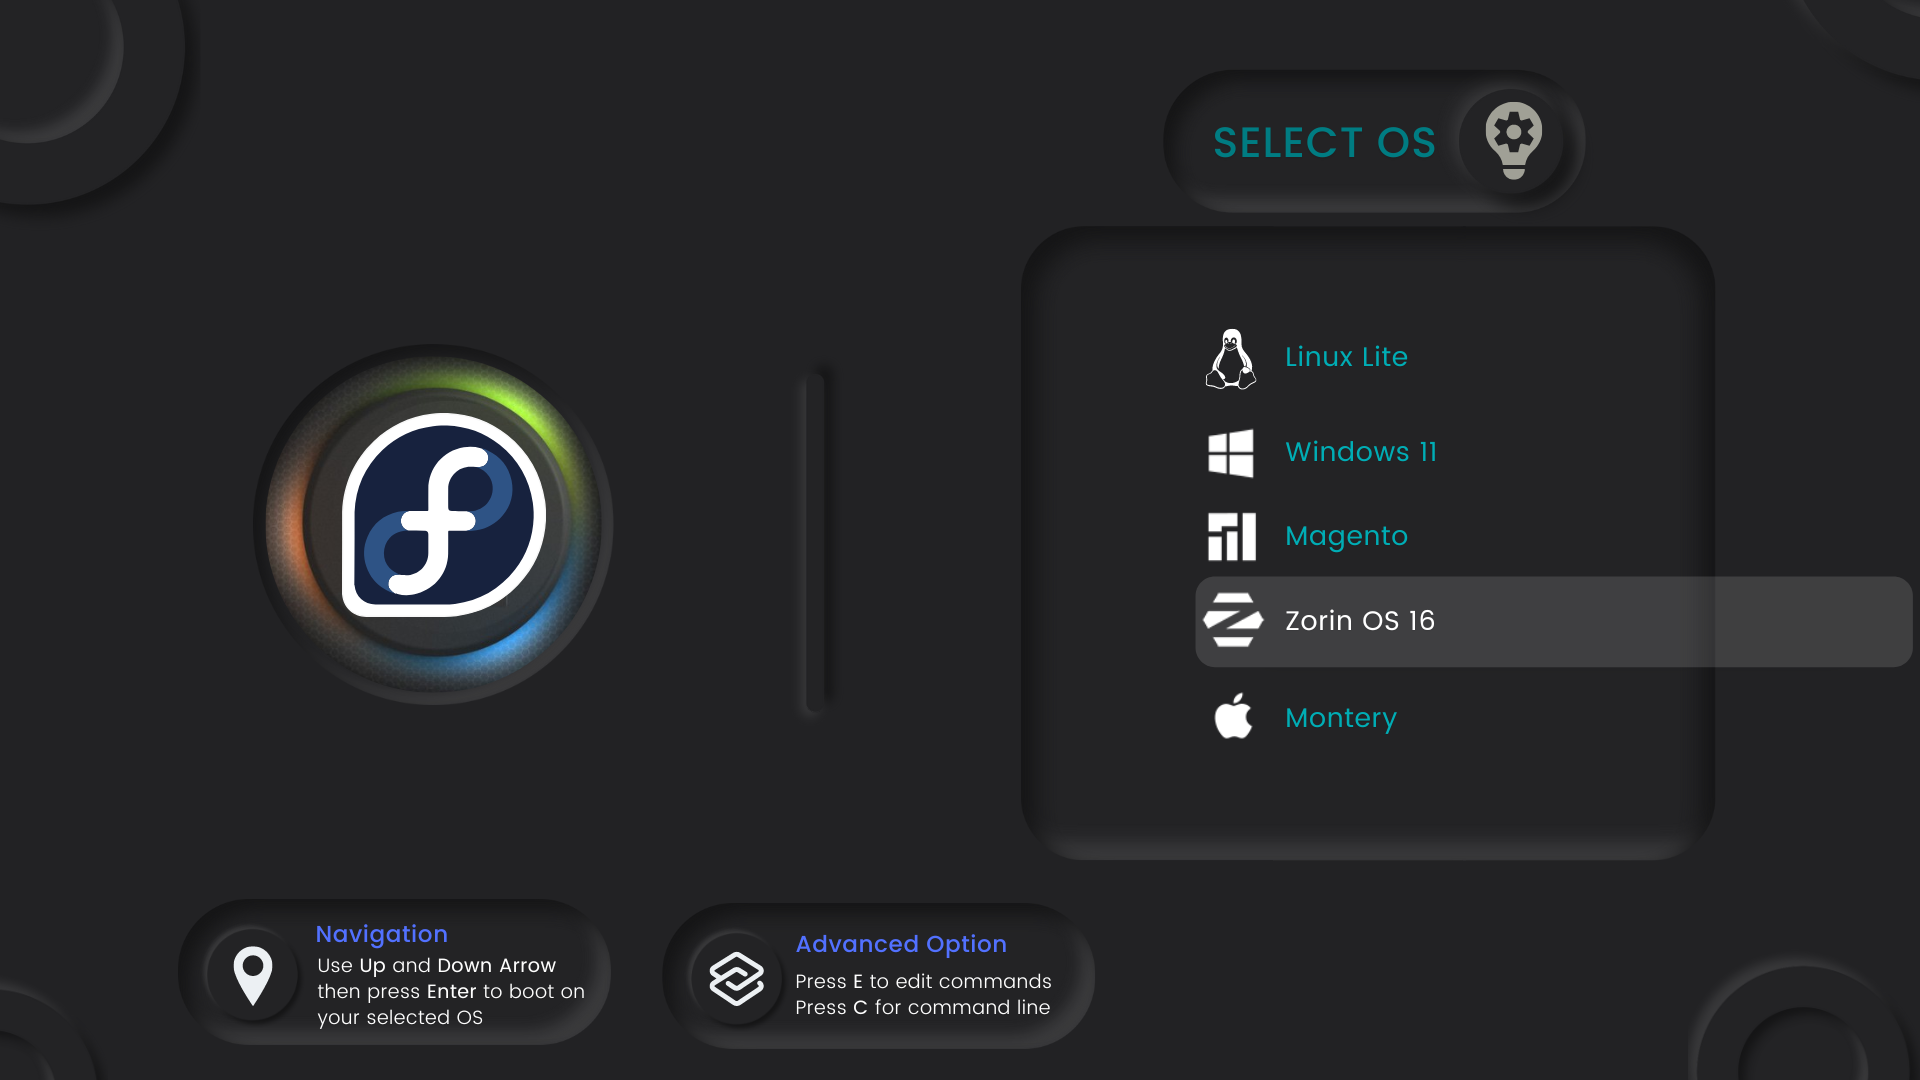 SELECT OS
Linux Lite
Windows 11
Magento
Zorin OS 16
Montery
Navigation
Use Up and Down Arrow
then press Enter to boot on
your selected OS
Advanced Option
Press E to edit commands
Press C for command line